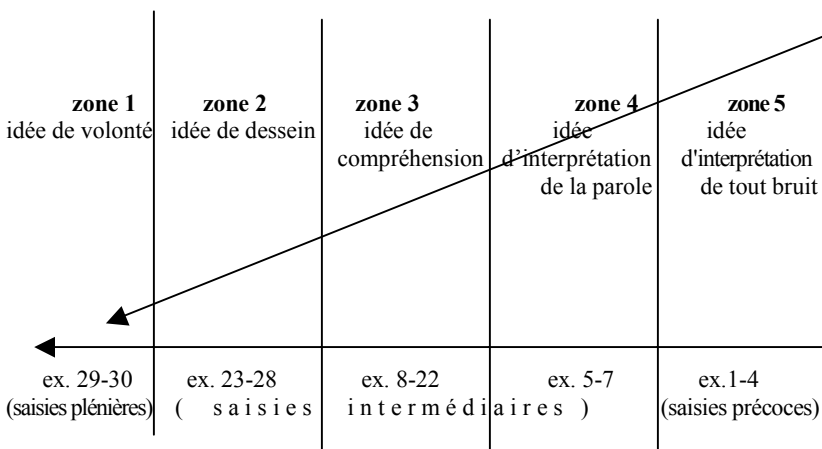 zone 1 zone 2 zone 3 zone 4 zone 5
idée de volonté idée de dessein idée de idée idée
compréhension d’interprétation d'interprétation
de la parole de tout bruit
ex. 29-30 ex. 23-28 ex. 8-22 ex. 5-7 ex.1-4
(saisies plénières) ( saisies intermédiaires ) (saisies précoces)